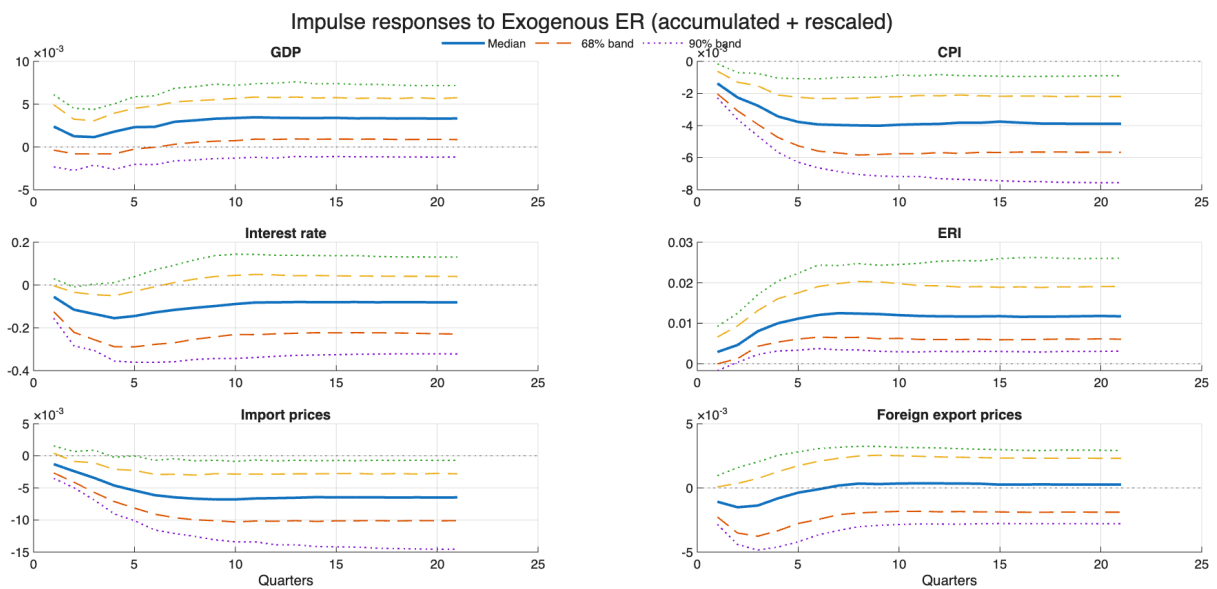 Impulse responses to Exogenous ER (accumulated + rescaled)
Median 68% band 90% band
×10⁻³ GDP
10
5
0
-5
0 5 10 15 20 25
×10⁻³ CPI
0
-2
-4
-6
-8
0 5 10 15 20 25
Interest rate
0.2
0
-0.2
-0.4
0 5 10 15 20 25
ERI
0.03
0.02
0.01
0
0 5 10 15 20 25
×10⁻³ Import prices
5
0
-5
-10
-15
0 5 10 15 20 25
Quarters
×10⁻³ Foreign export prices
5
0
-5
0 5 10 15 20 25
Quarters